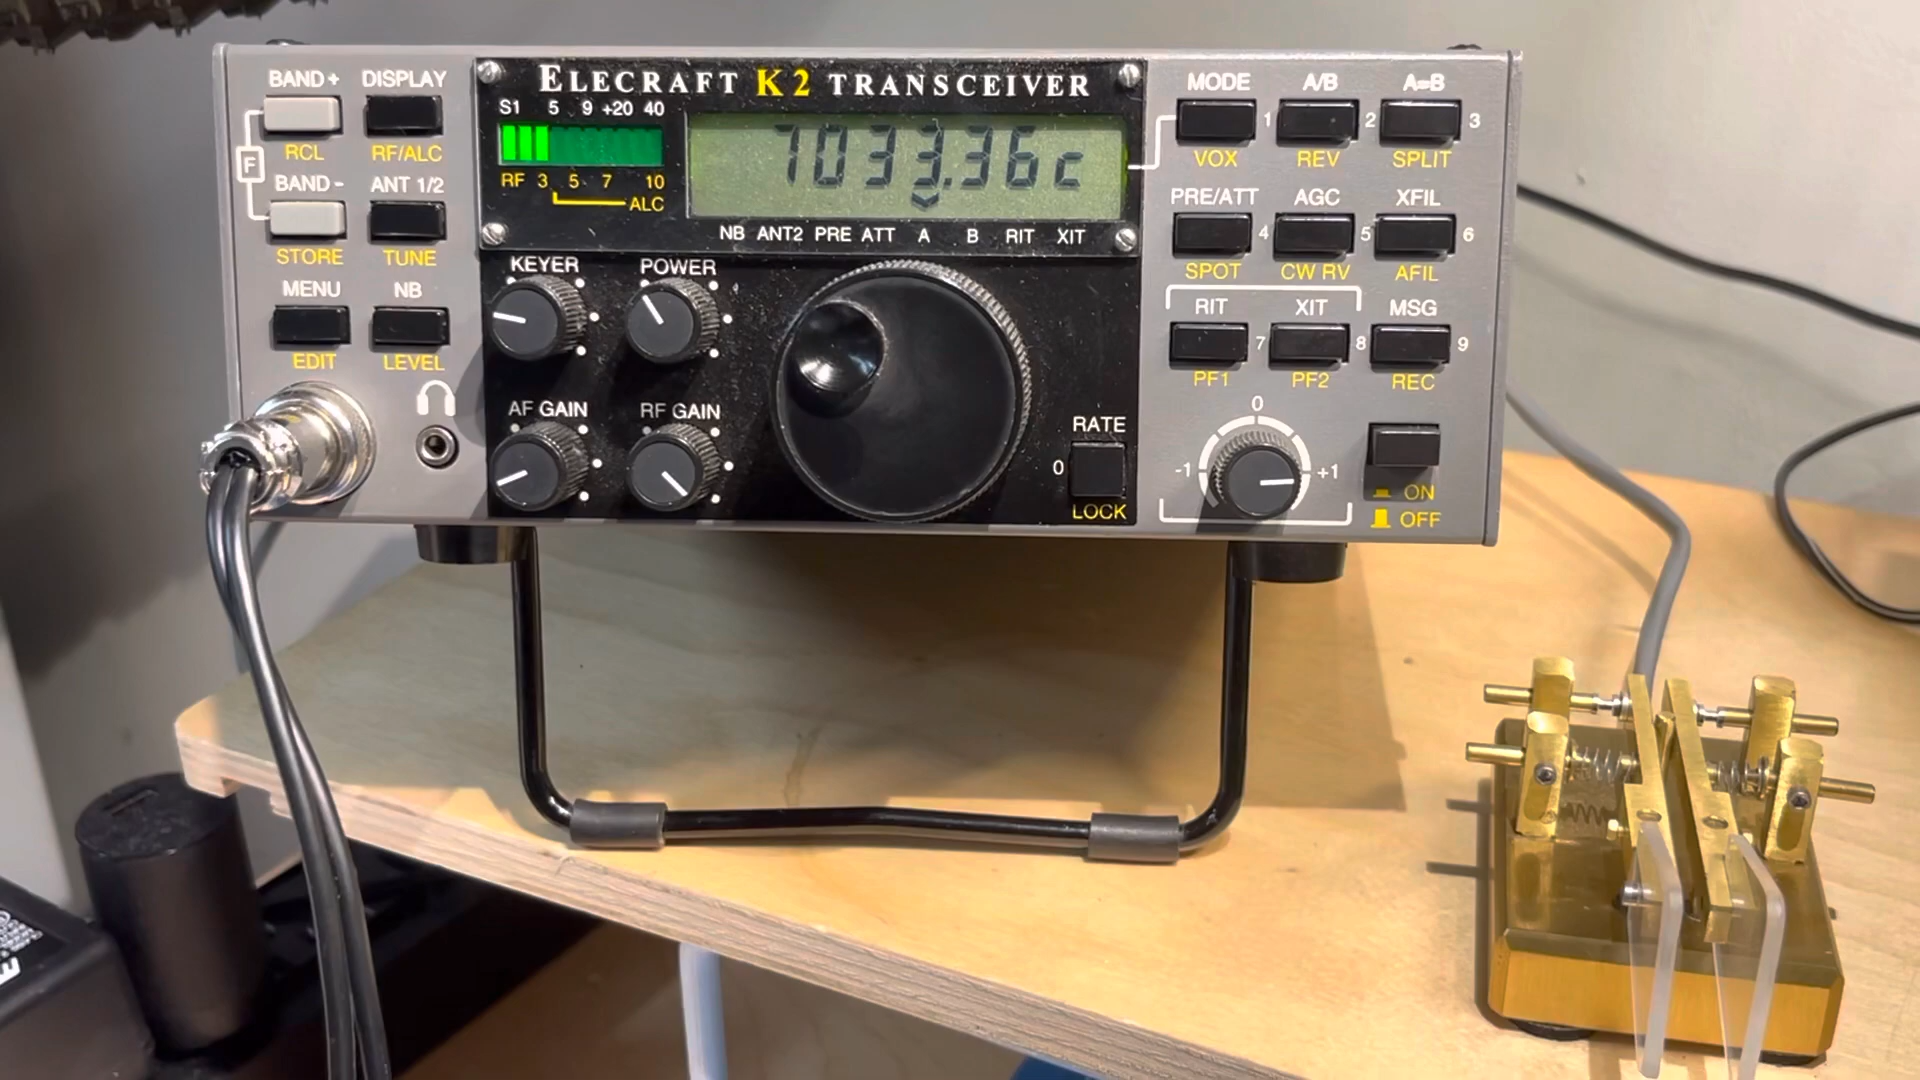 ELECRAFT K2 TRANSCEIVER
BAND + DISPLAY
RCL RF/ALC
F
BAND - ANT 1/2
STORE TUNE
MENU NB
EDIT LEVEL
S1 5 9 +20 40
RF 3 5 7 10
ALC
7033.36c
NB ANT2 PRE ATT A B RIT XIT
KEYER POWER
AF GAIN RF GAIN
RATE
0
LOCK
MODE A/B A=B
1 2 3
VOX REV SPLIT
PRE/ATT AGC XFIL
4 5 6
SPOT CW RV AFIL
RIT XIT MSG
7 8 9
PF1 PF2 REC
0
-1 +1
ON
OFF